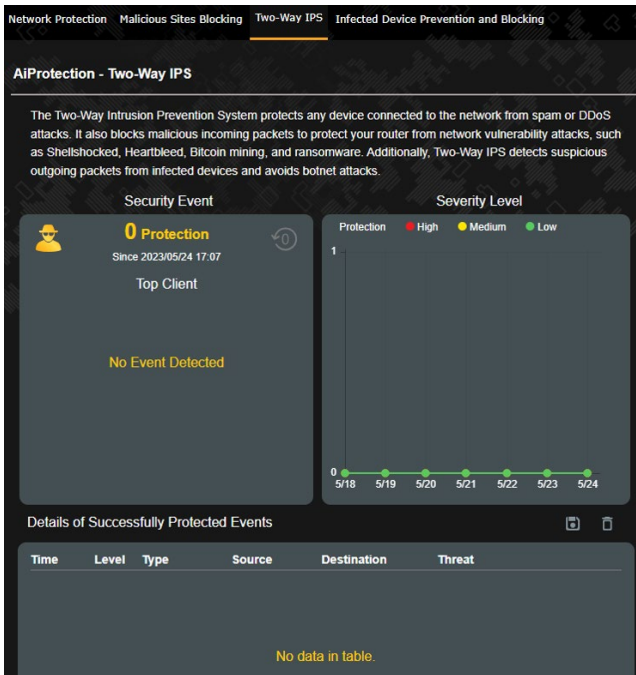 Network Protection Malicious Sites Blocking Two-Way IPS Infected Device Prevention and Blocking
AiProtection - Two-Way IPS
The Two-Way Intrusion Prevention System protects any device connected to the network from spam or DDoS
attacks. It also blocks malicious incoming packets to protect your router from network vulnerability attacks, such
as Shellshocked, Heartbleed, Bitcoin mining, and ransomware. Additionally, Two-Way IPS detects suspicious
outgoing packets from infected devices and avoids botnet attacks.
Security Event
0 Protection
0
Since 2023/05/24 17:07
Top Client
No Event Detected
Severity Level
Protection High Medium Low
1
0
5/18 5/19 5/20 5/21 5/22 5/23 5/24
Details of Successfully Protected Events
Time Level Type Source Destination Threat
No data in table.